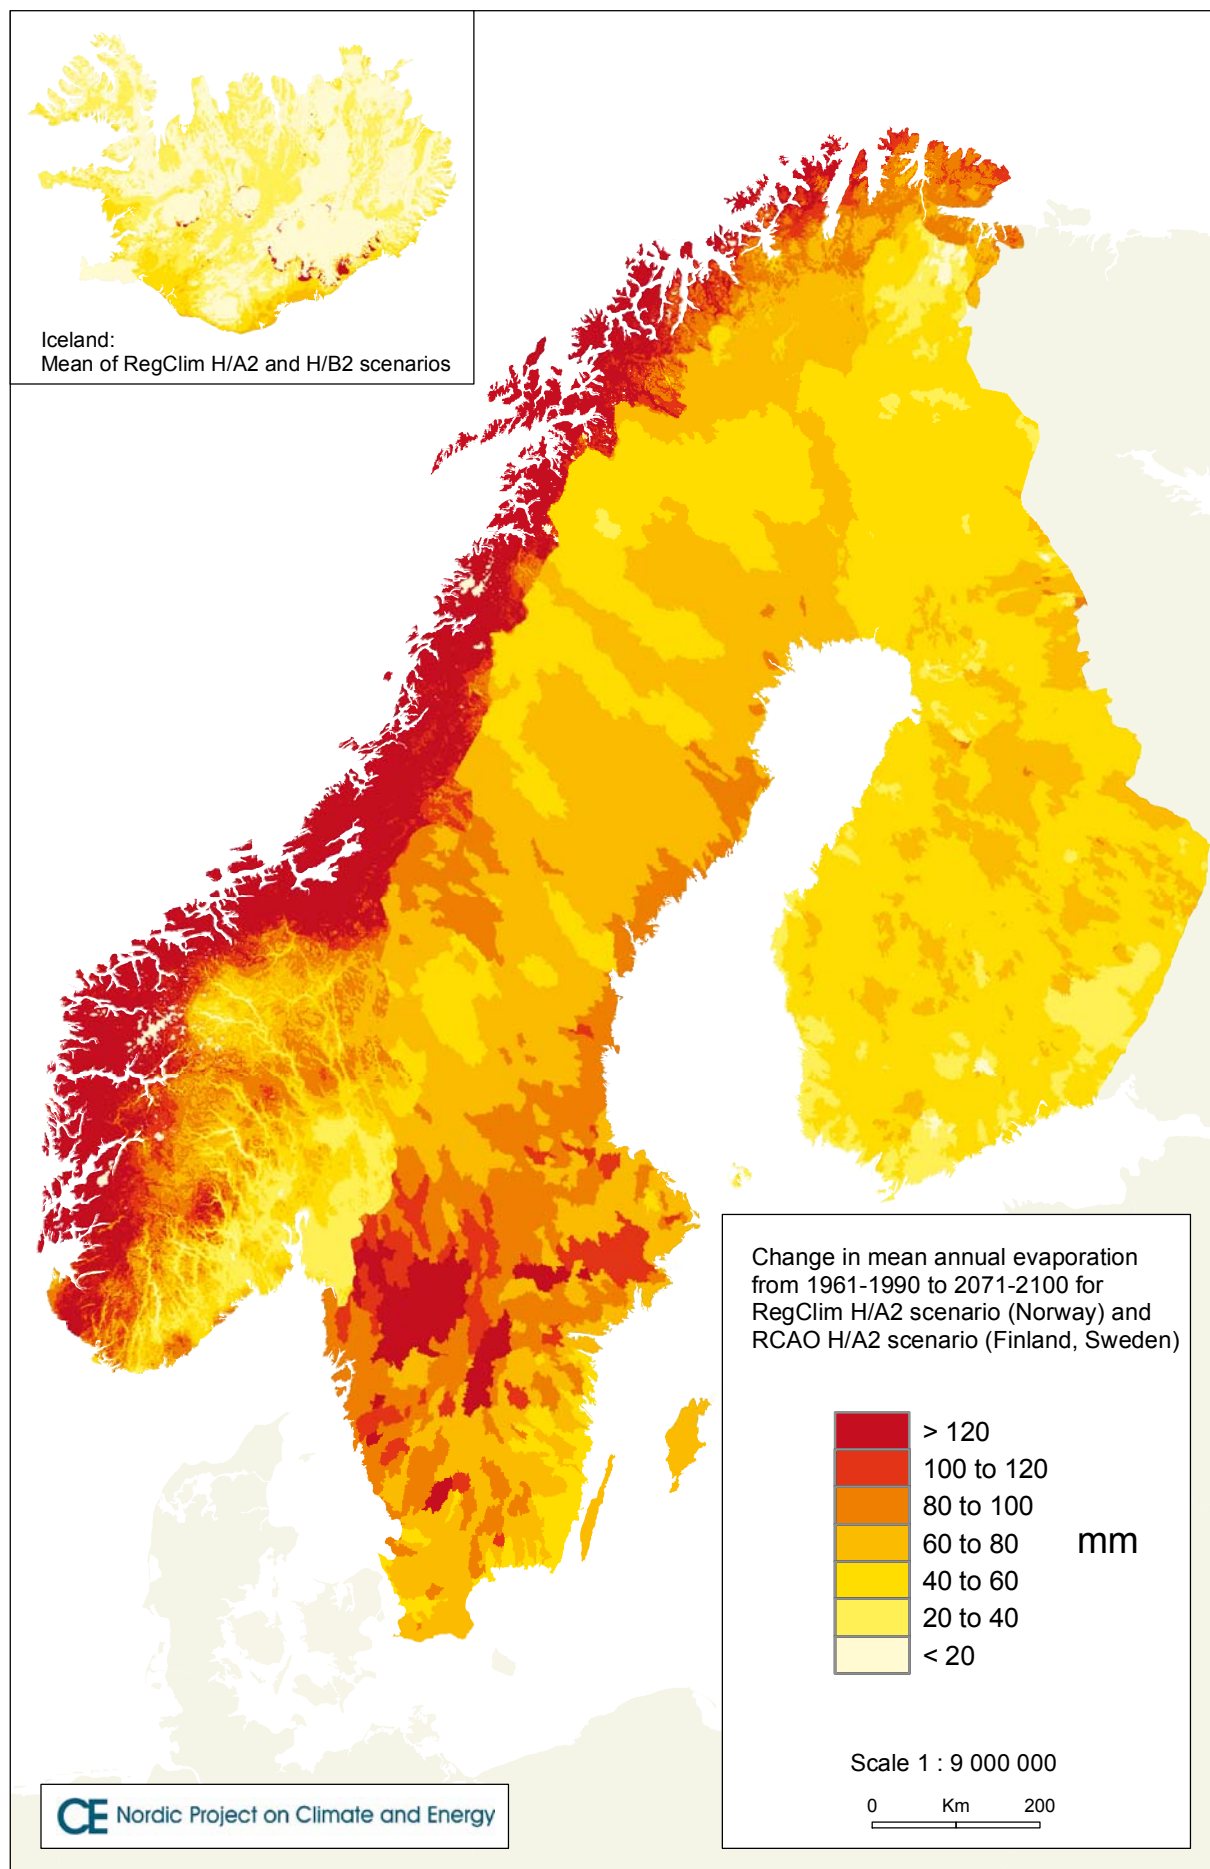 Iceland:
Mean of RegClim H/A2 and H/B2 scenarios
Change in mean annual evaporation
from 1961-1990 to 2071-2100 for
RegClim H/A2 scenario (Norway) and
RCAO H/A2 scenario (Finland, Sweden)
> 120
100 to 120
80 to 100
60 to 80
mm
40 to 60
20 to 40
< 20
Scale 1 : 9 000 000
0 Km 200
CE Nordic Project on Climate and Energy